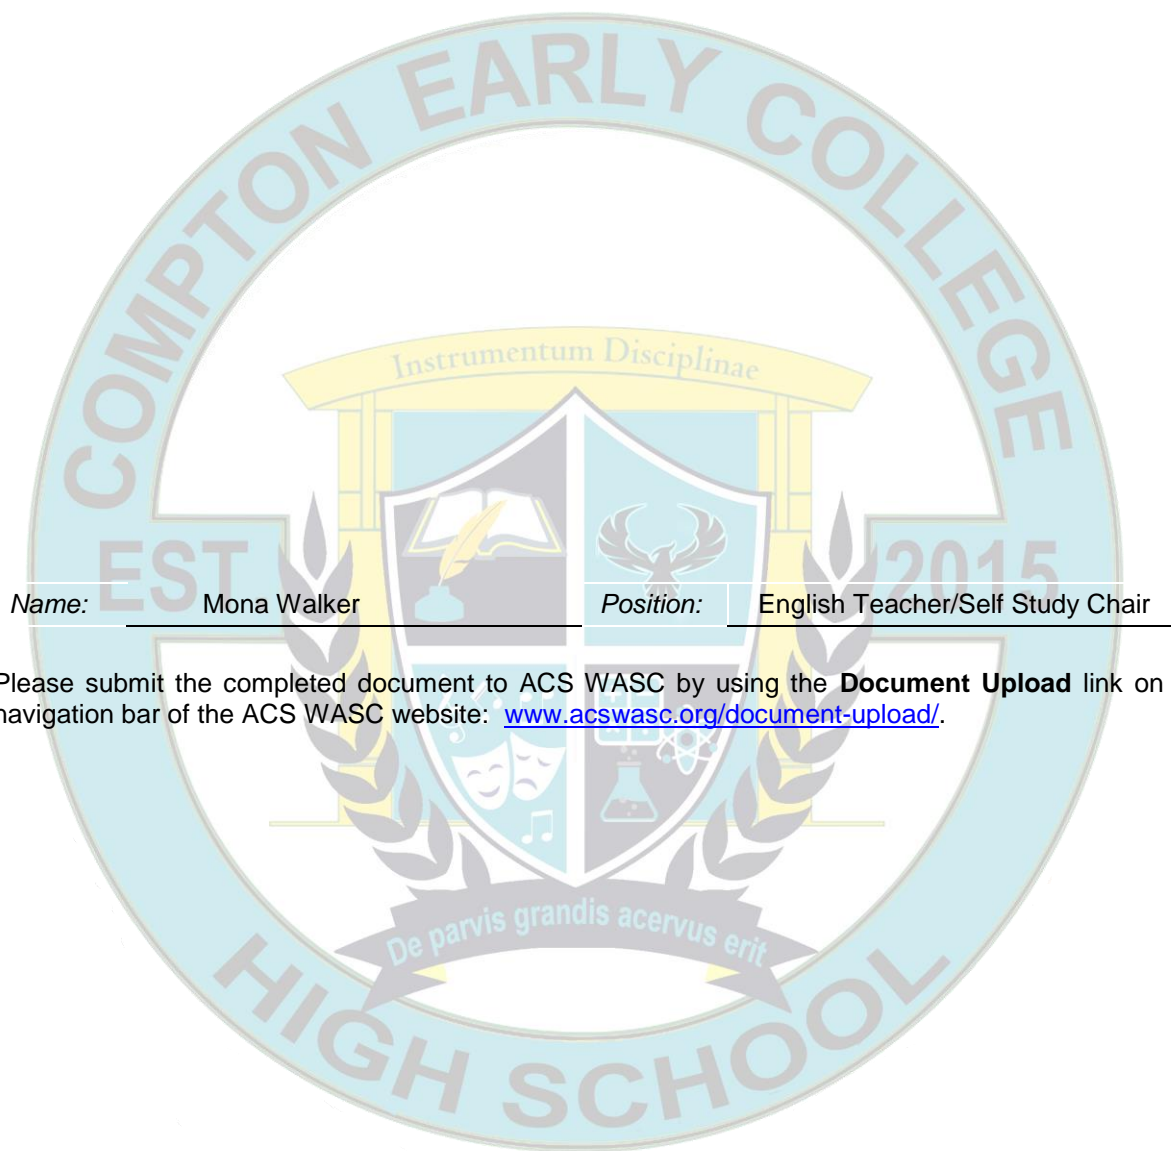 COMPTON EARLY COLLEGE
Instrumentum Disciplinae
EST 2015
Name: Mona Walker Position: English Teacher/Self Study Chair
Please submit the completed document to ACS WASC by using the Document Upload link on
navigation bar of the ACS WASC website: www.acswasc.org/document-upload/.
De parvis grandis acervus erit
HIGH SCHOOL